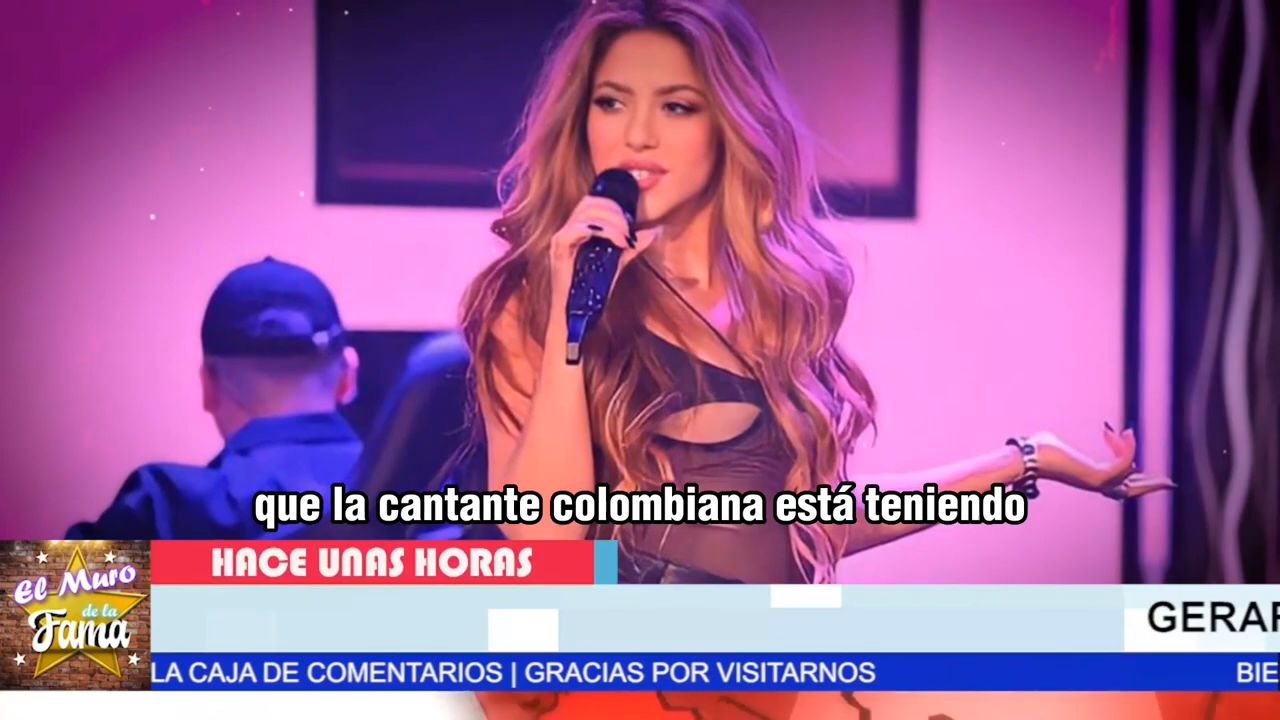 que la cantante colombiana está teniendo
HACE UNAS HORAS
El Muro
de la
Fama
GERAR
LA CAJA DE COMENTARIOS | GRACIAS POR VISITARNOS
BIE